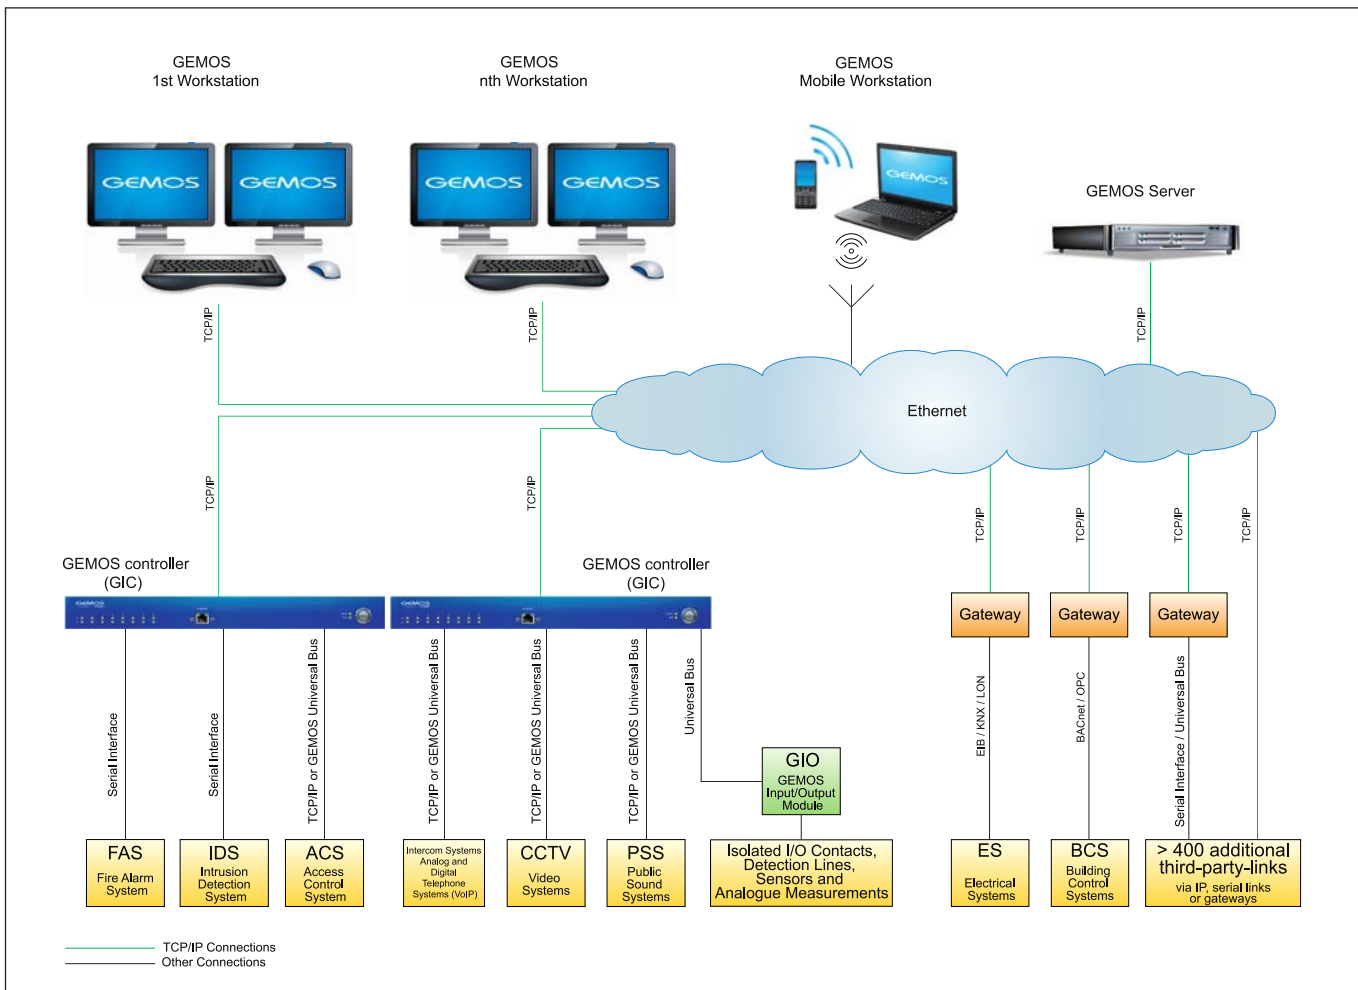 GEMOS
1st Workstation
GEMOS
nth Workstation
GEMOS
Mobile Workstation
GEMOS Server
GEMOS
GEMOS
GEMOS
GEMOS
GEMOS
TCP/IP
TCP/IP
TCP/IP
Ethernet
TCP/IP
TCP/IP
TCP/IP
TCP/IP
TCP/IP
TCP/IP
GEMOS controller
(GIC)
GEMOS controller
(GIC)
GEMOS
GEMOS
Gateway
Gateway
Gateway
Serial Interface
Serial Interface
TCP/IP or GEMOS Universal Bus
TCP/IP or GEMOS Universal Bus
TCP/IP or GEMOS Universal Bus
TCP/IP or GEMOS Universal Bus
Universal Bus
EIB / KNX / LON
BACnet / OPC
Serial Interface / Universal Bus
GIO
GEMOS
Input/Output
Module
FAS
Fire Alarm
System
IDS
Intrusion
Detection
System
ACS
Access
Control
System
Intercom Systems
Analog and
Digital
Telephone
Systems (VoIP)
CCTV
Video
Systems
PSS
Public
Sound
Systems
Isolated I/O Contacts,
Detection Lines,
Sensors and
Analogue Measurements
ES
Electrical
Systems
BCS
Building
Control
Systems
> 400 additional
third-party-links
via IP, serial links
or gateways
TCP/IP Connections
Other Connections